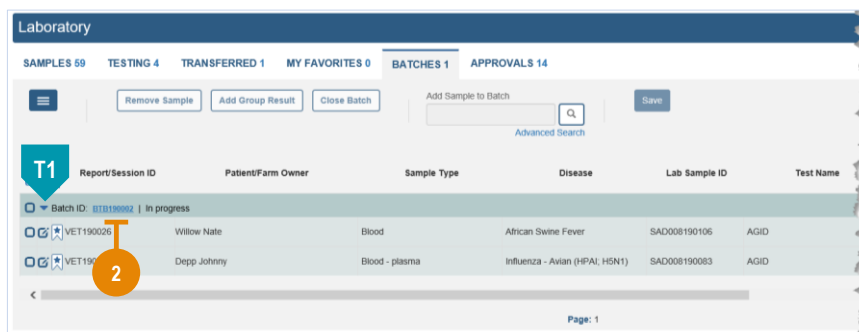 Laboratory
SAMPLES 59 TESTING 4 TRANSFERRED 1 MY FAVORITES 0 BATCHES 1 APPROVALS 14
Remove Sample Add Group Result Close Batch Add Sample to Batch Save
Advanced Search
T1
Report/Session ID Patient/Farm Owner Sample Type Disease Lab Sample ID Test Name
Batch ID: BTB190002 | In progress
VET190026 Willow Nate Blood African Swine Fever SAD008190106 AGID
Depp Johnny Blood - plasma Influenza - Avian (HPAI; H5N1) SAD008190083 AGID
2
Page: 1